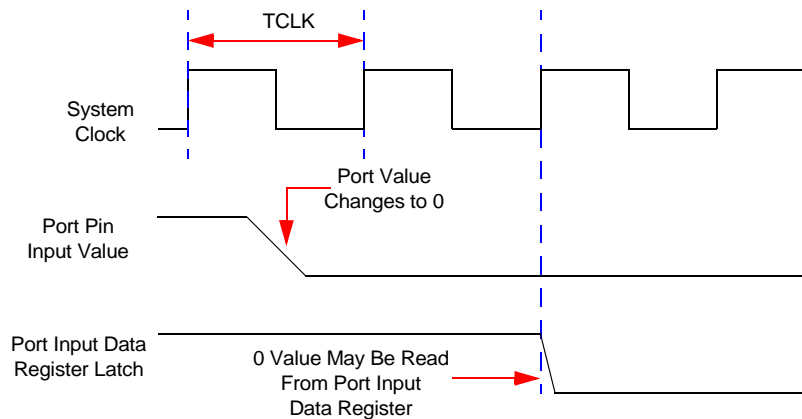 TCLK
System
Clock
Port Value
Changes to 0
Port Pin
Input Value
Port Input Data
Register Latch
0 Value May Be Read
From Port Input
Data Register